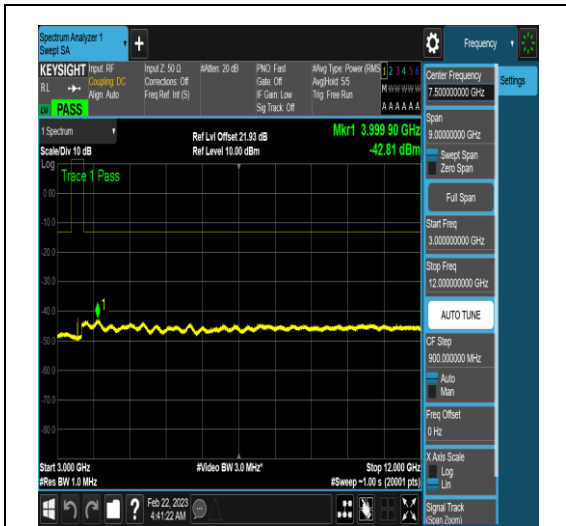 Spectrum Analyzer 1
Swept SA
Frequency
KEYSIGHT
RL
PASS
Input: RF
Coupling: DC
Align: Auto
Input Z: 50 Ω
Corrections: Off
Freq Ref: Int (S)
#Atten: 20 dB
PNO: Fast
Gate: Off
IF Gain: Low
Sig Track: Off
#Avg Type: Power (RMS
Avg|Hold: 5/5
Trig: Free Run
1 2 3 4 5 6
M W W W W W
A A A A A A
1 Spectrum
Scale/Div 10 dB
Ref Lvl Offset 21.93 dB
Ref Level 10.00 dBm
Mkr1 3.999 90 GHz
-42.81 dBm
Log
Trace 1 Pass
0.00
-10.0
-20.0
-30.0
-40.0
-50.0
-60.0
-70.0
-80.0
1
Start 3.000 GHz
#Res BW 1.0 MHz
#Video BW 3.0 MHz*
Stop 12.000 GHz
#Sweep ~1.00 s (20001 pts)
Center Frequency
7.500000000 GHz
Settings
Span
9.00000000 GHz
Swept Span
Zero Span
Full Span
Start Freq
3.000000000 GHz
Stop Freq
12.000000000 GHz
AUTO TUNE
CF Step
900.000000 MHz
Auto
Man
Freq Offset
0 Hz
X Axis Scale
Log
Lin
Signal Track
(Span Zoom)
Feb 22, 2023
4:41:22 AM